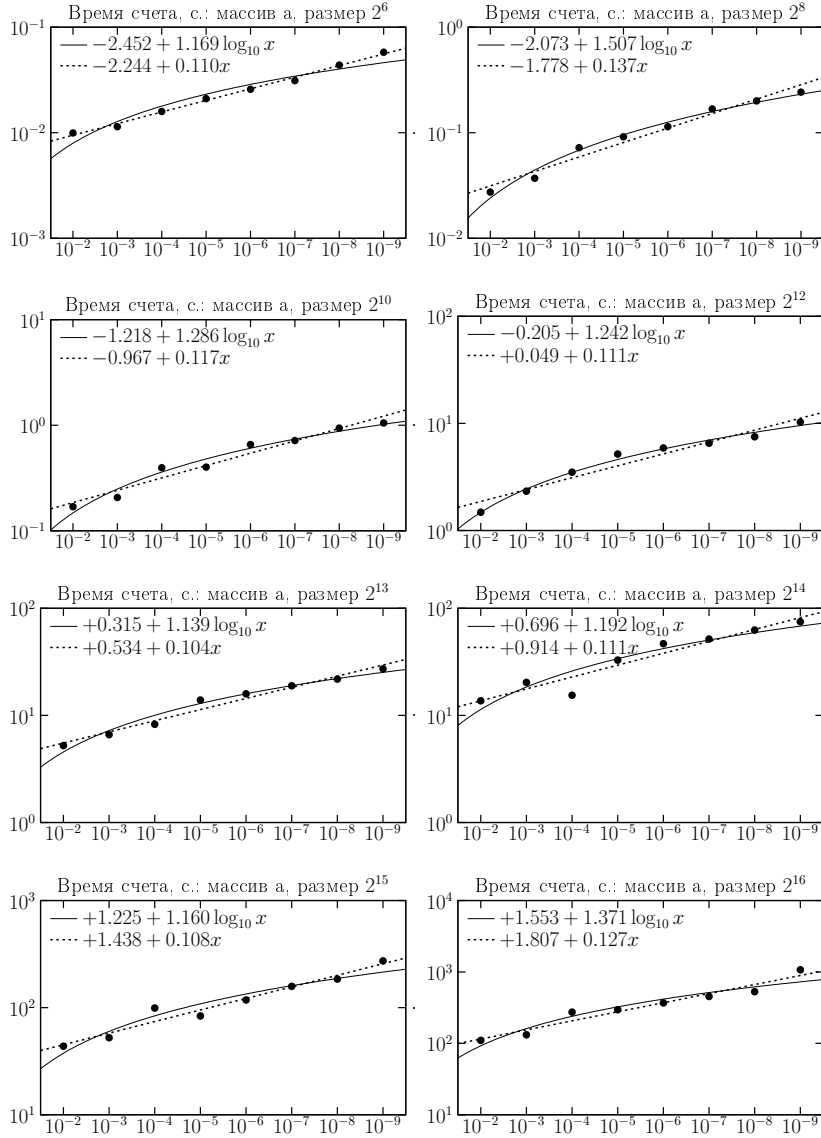 Время счета, с.: массив a, размер 2^6
10^−1
10^−2
10^−3
−2.452 + 1.169 log_10 x
−2.244 + 0.110x
10^−2 10^−3 10^−4 10^−5 10^−6 10^−7 10^−8 10^−9
Время счета, с.: массив a, размер 2^8
10^0
10^−1
10^−2
−2.073 + 1.507 log_10 x
−1.778 + 0.137x
10^−2 10^−3 10^−4 10^−5 10^−6 10^−7 10^−8 10^−9
Время счета, с.: массив a, размер 2^10
10^1
10^0
10^−1
−1.218 + 1.286 log_10 x
−0.967 + 0.117x
10^−2 10^−3 10^−4 10^−5 10^−6 10^−7 10^−8 10^−9
Время счета, с.: массив a, размер 2^12
10^2
10^1
10^0
−0.205 + 1.242 log_10 x
+0.049 + 0.111x
10^−2 10^−3 10^−4 10^−5 10^−6 10^−7 10^−8 10^−9
Время счета, с.: массив a, размер 2^13
10^2
10^1
10^0
+0.315 + 1.139 log_10 x
+0.534 + 0.104x
10^−2 10^−3 10^−4 10^−5 10^−6 10^−7 10^−8 10^−9
Время счета, с.: массив a, размер 2^14
10^2
10^1
10^0
+0.696 + 1.192 log_10 x
+0.914 + 0.111x
10^−2 10^−3 10^−4 10^−5 10^−6 10^−7 10^−8 10^−9
Время счета, с.: массив a, размер 2^15
10^3
10^2
10^1
+1.225 + 1.160 log_10 x
+1.438 + 0.108x
10^−2 10^−3 10^−4 10^−5 10^−6 10^−7 10^−8 10^−9
Время счета, с.: массив a, размер 2^16
10^4
10^3
10^2
10^1
+1.553 + 1.371 log_10 x
+1.807 + 0.127x
10^−2 10^−3 10^−4 10^−5 10^−6 10^−7 10^−8 10^−9